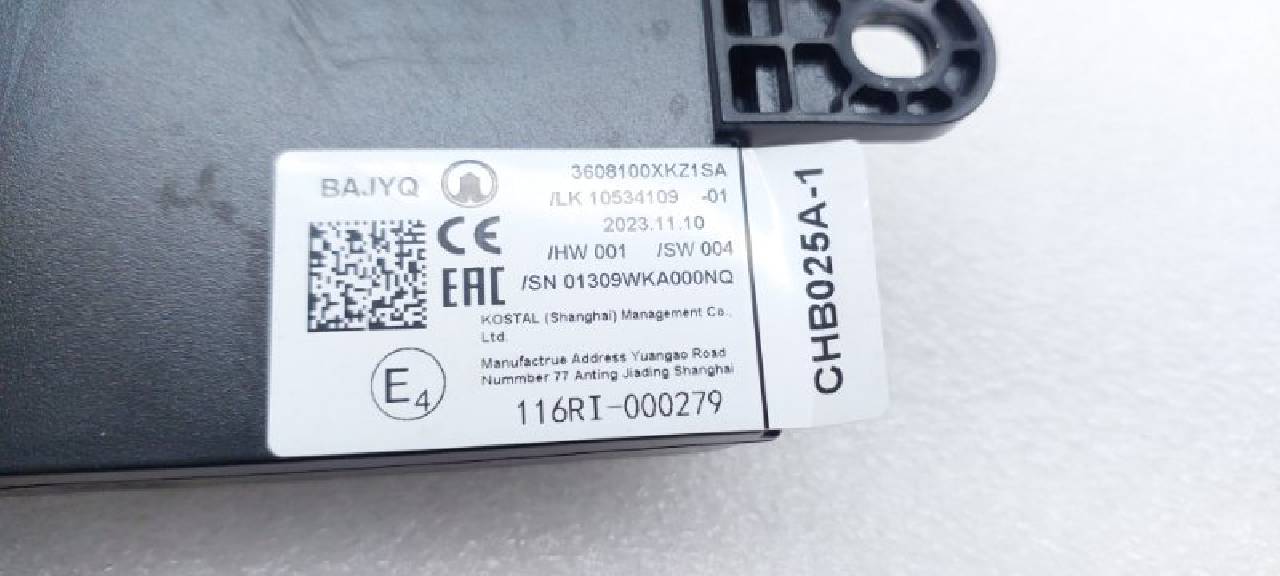 BAJYQ
3608100XKZ1SA
/LK 10534109 -01
2023.11.10
/HW 001 /SW 004
/SN 01309WKA000NQ
CE
EAC
KOSTAL (Shanghai) Management Co.,
Ltd.
Manufactrue Address Yuangao Road
Nummber 77 Anting Jiading Shanghai
E4
116RI-000279
CHB025A-1